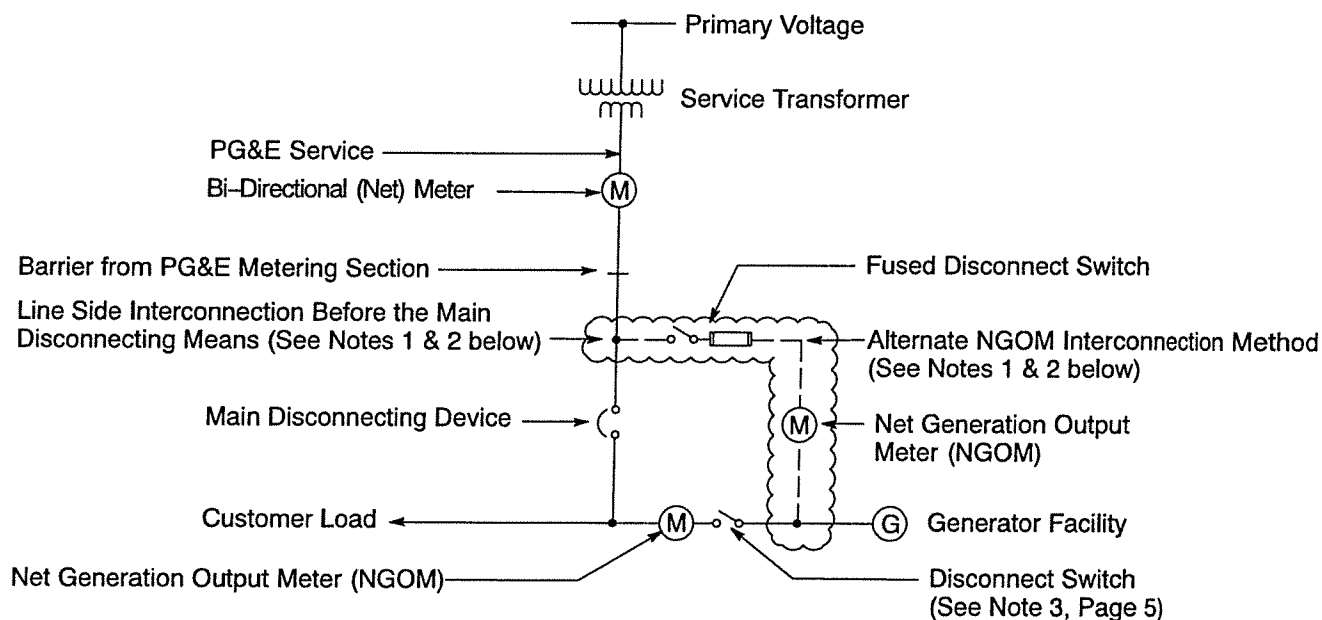 Primary Voltage
Service Transformer
PG&E Service
Bi–Directional (Net) Meter
M
Barrier from PG&E Metering Section
Fused Disconnect Switch
Line Side Interconnection Before the Main
Disconnecting Means (See Notes 1 & 2 below)
Alternate NGOM Interconnection Method
(See Notes 1 & 2 below)
Main Disconnecting Device
M
Net Generation Output
Meter (NGOM)
Customer Load
M
G
Generator Facility
Net Generation Output Meter (NGOM)
Disconnect Switch
(See Note 3, Page 5)